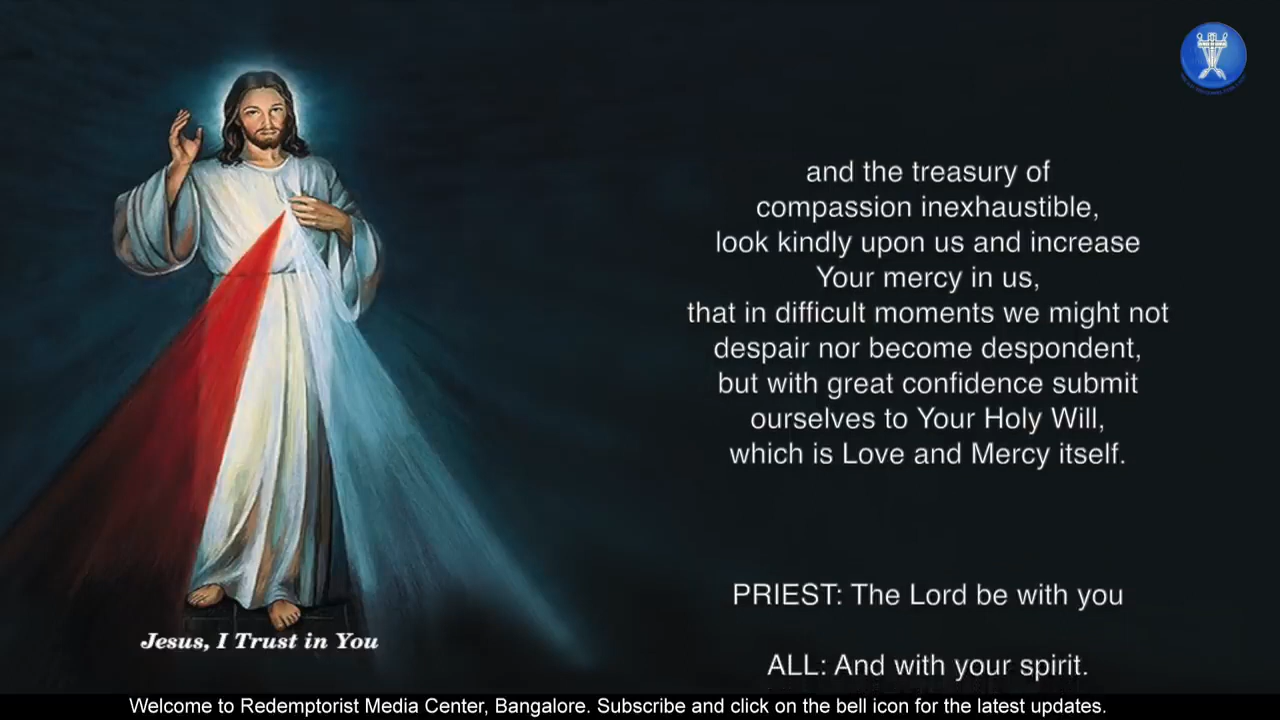 and the treasury of
compassion inexhaustible,
look kindly upon us and increase
Your mercy in us,
that in difficult moments we might not
despair nor become despondent,
but with great confidence submit
ourselves to Your Holy Will,
which is Love and Mercy itself.
PRIEST: The Lord be with you
ALL: And with your spirit.
Jesus, I Trust in You
Welcome to Redemptorist Media Center, Bangalore. Subscribe and click on the bell icon for the latest updates.